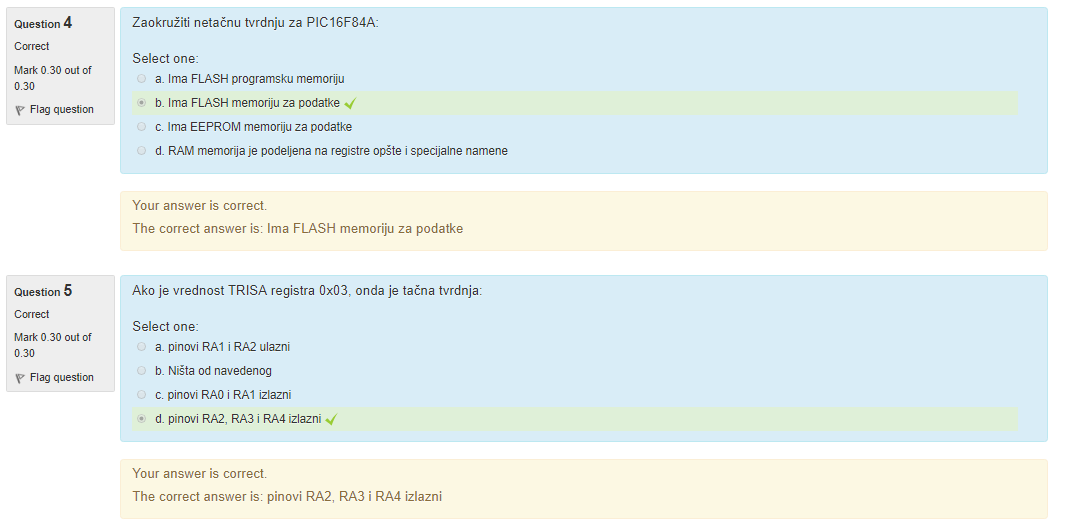 Question 4
Correct
Mark 0.30 out of
0.30
Flag question
Zaokružiti netačnu tvrdnju za PIC16F84A:
Select one:
a. Ima FLASH programsku memoriju
b. Ima FLASH memoriju za podatke
c. Ima EEPROM memoriju za podatke
d. RAM memorija je podeljena na registre opšte i specijalne namene
Your answer is correct.
The correct answer is: Ima FLASH memoriju za podatke
Question 5
Correct
Mark 0.30 out of
0.30
Flag question
Ako je vrednost TRISA registra 0x03, onda je tačna tvrdnja:
Select one:
a. pinovi RA1 i RA2 ulazni
b. Ništa od navedenog
c. pinovi RA0 i RA1 izlazni
d. pinovi RA2, RA3 i RA4 izlazni
Your answer is correct.
The correct answer is: pinovi RA2, RA3 i RA4 izlazni